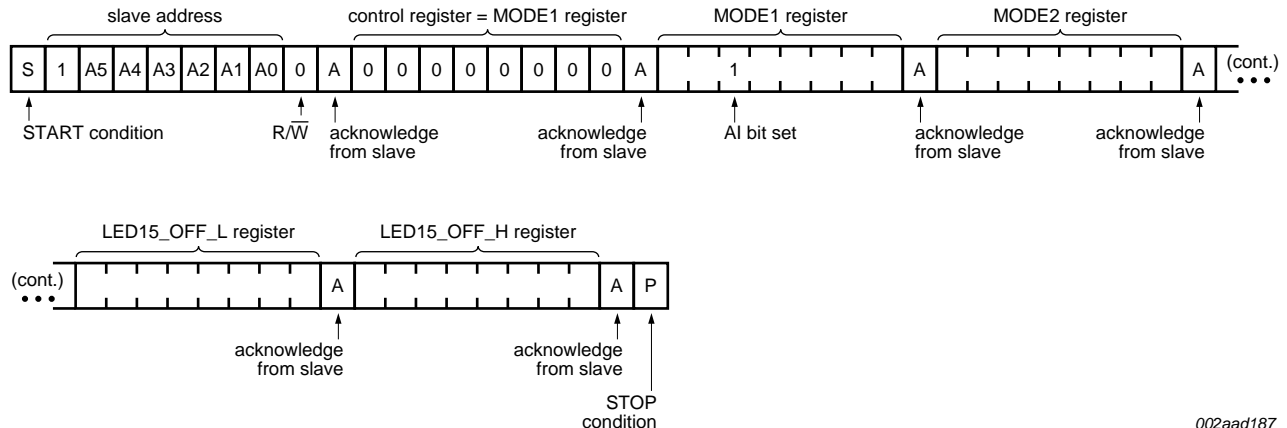 slave address control register = MODE1 register MODE1 register MODE2 register
S 1 A5 A4 A3 A2 A1 A0 0 A 0 0 0 0 0 0 0 0 A 1 A A (cont.)
START condition R/W̅ acknowledge acknowledge AI bit set acknowledge acknowledge
from slave from slave from slave from slave
LED15_OFF_L register LED15_OFF_H register
(cont.) A A P
acknowledge acknowledge
from slave from slave
STOP
condition
002aad187